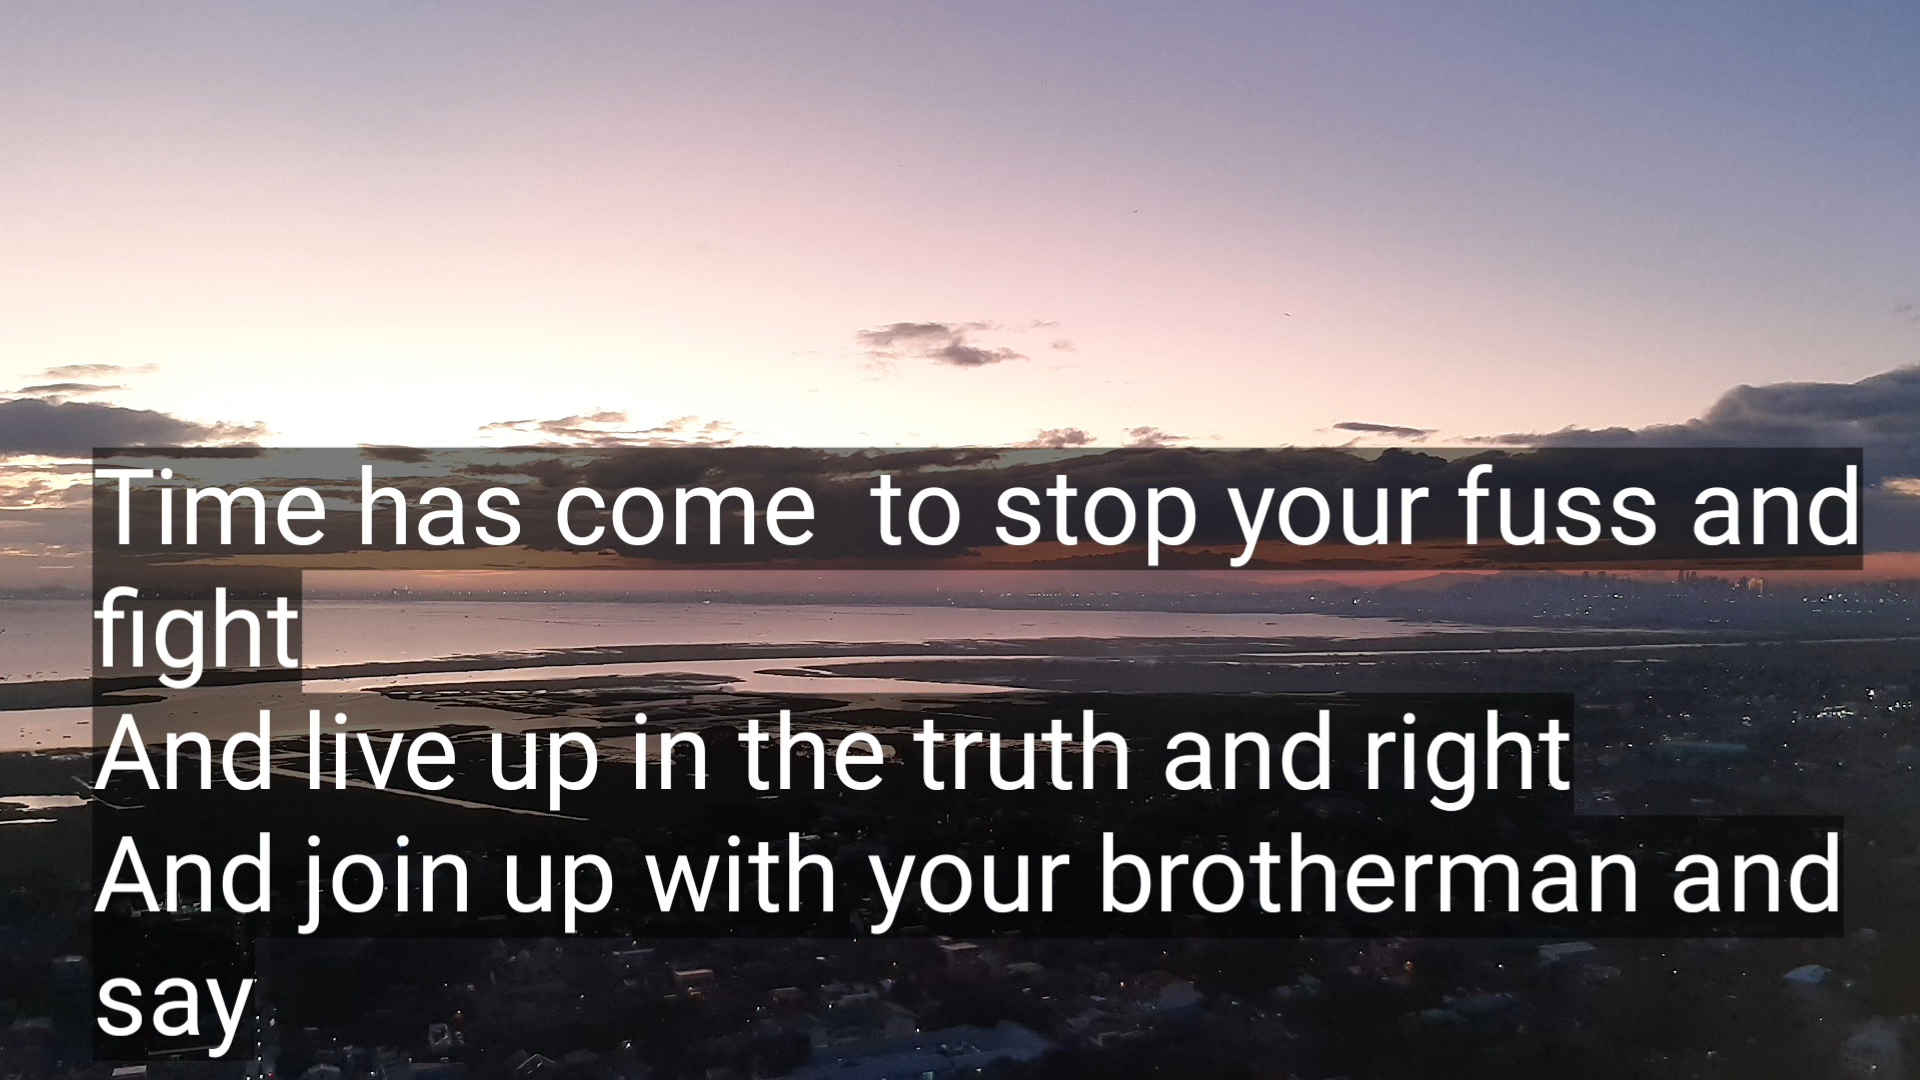 Time has come  to stop your fuss and
fight
And live up in the truth and right
And join up with your brotherman and
say